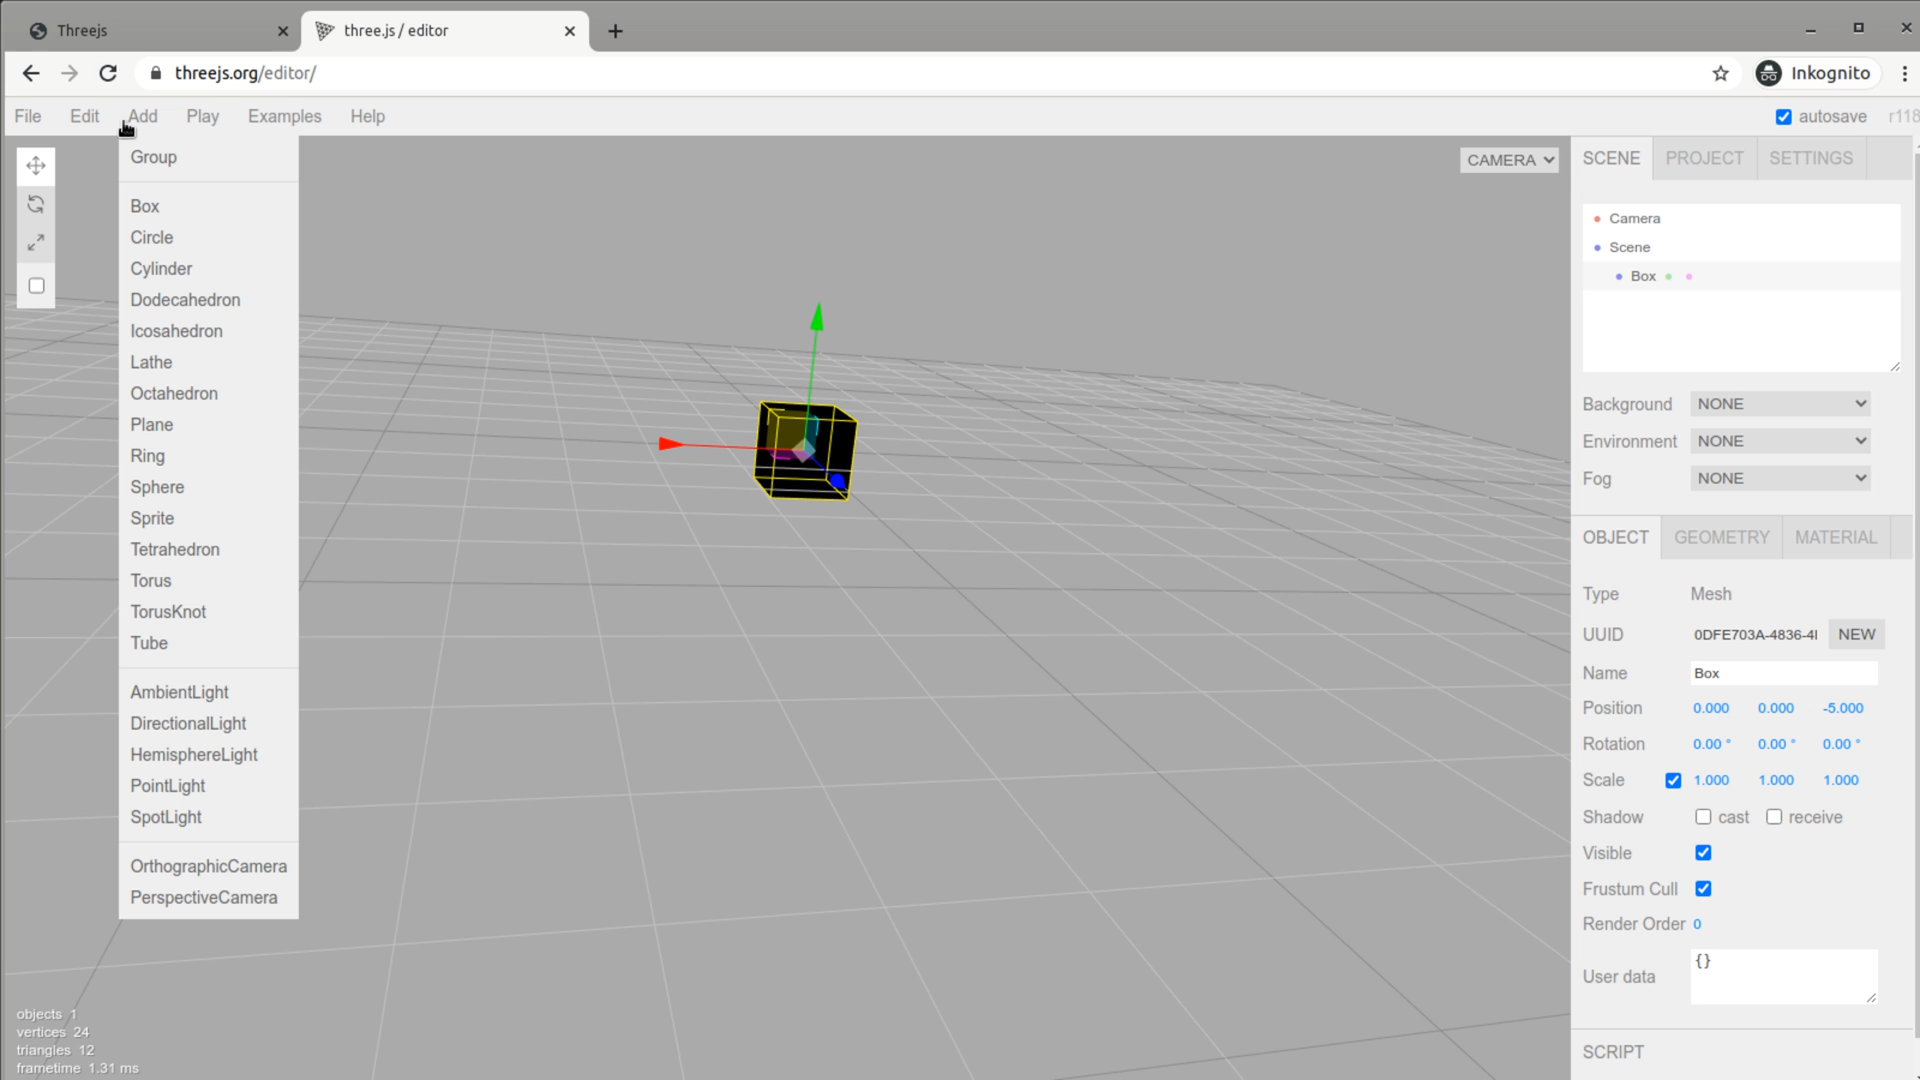 Threejs
three.js / editor
threejs.org/editor/
Inkognito
File Edit Add Play Examples Help
autosave r118
Group
Box
Circle
Cylinder
Dodecahedron
Icosahedron
Lathe
Octahedron
Plane
Ring
Sphere
Sprite
Tetrahedron
Torus
TorusKnot
Tube
AmbientLight
DirectionalLight
HemisphereLight
PointLight
SpotLight
OrthographicCamera
PerspectiveCamera
CAMERA
objects 1
vertices 24
triangles 12
frametime 1.31 ms
SCENE PROJECT SETTINGS
Camera
Scene
Box
Background NONE
Environment NONE
Fog NONE
OBJECT GEOMETRY MATERIAL
Type Mesh
UUID 0DFE703A-4836-4 NEW
Name Box
Position 0.000 0.000 -5.000
Rotation 0.00 ° 0.00 ° 0.00 °
Scale 1.000 1.000 1.000
Shadow cast receive
Visible
Frustum Cull
Render Order 0
User data {}
SCRIPT